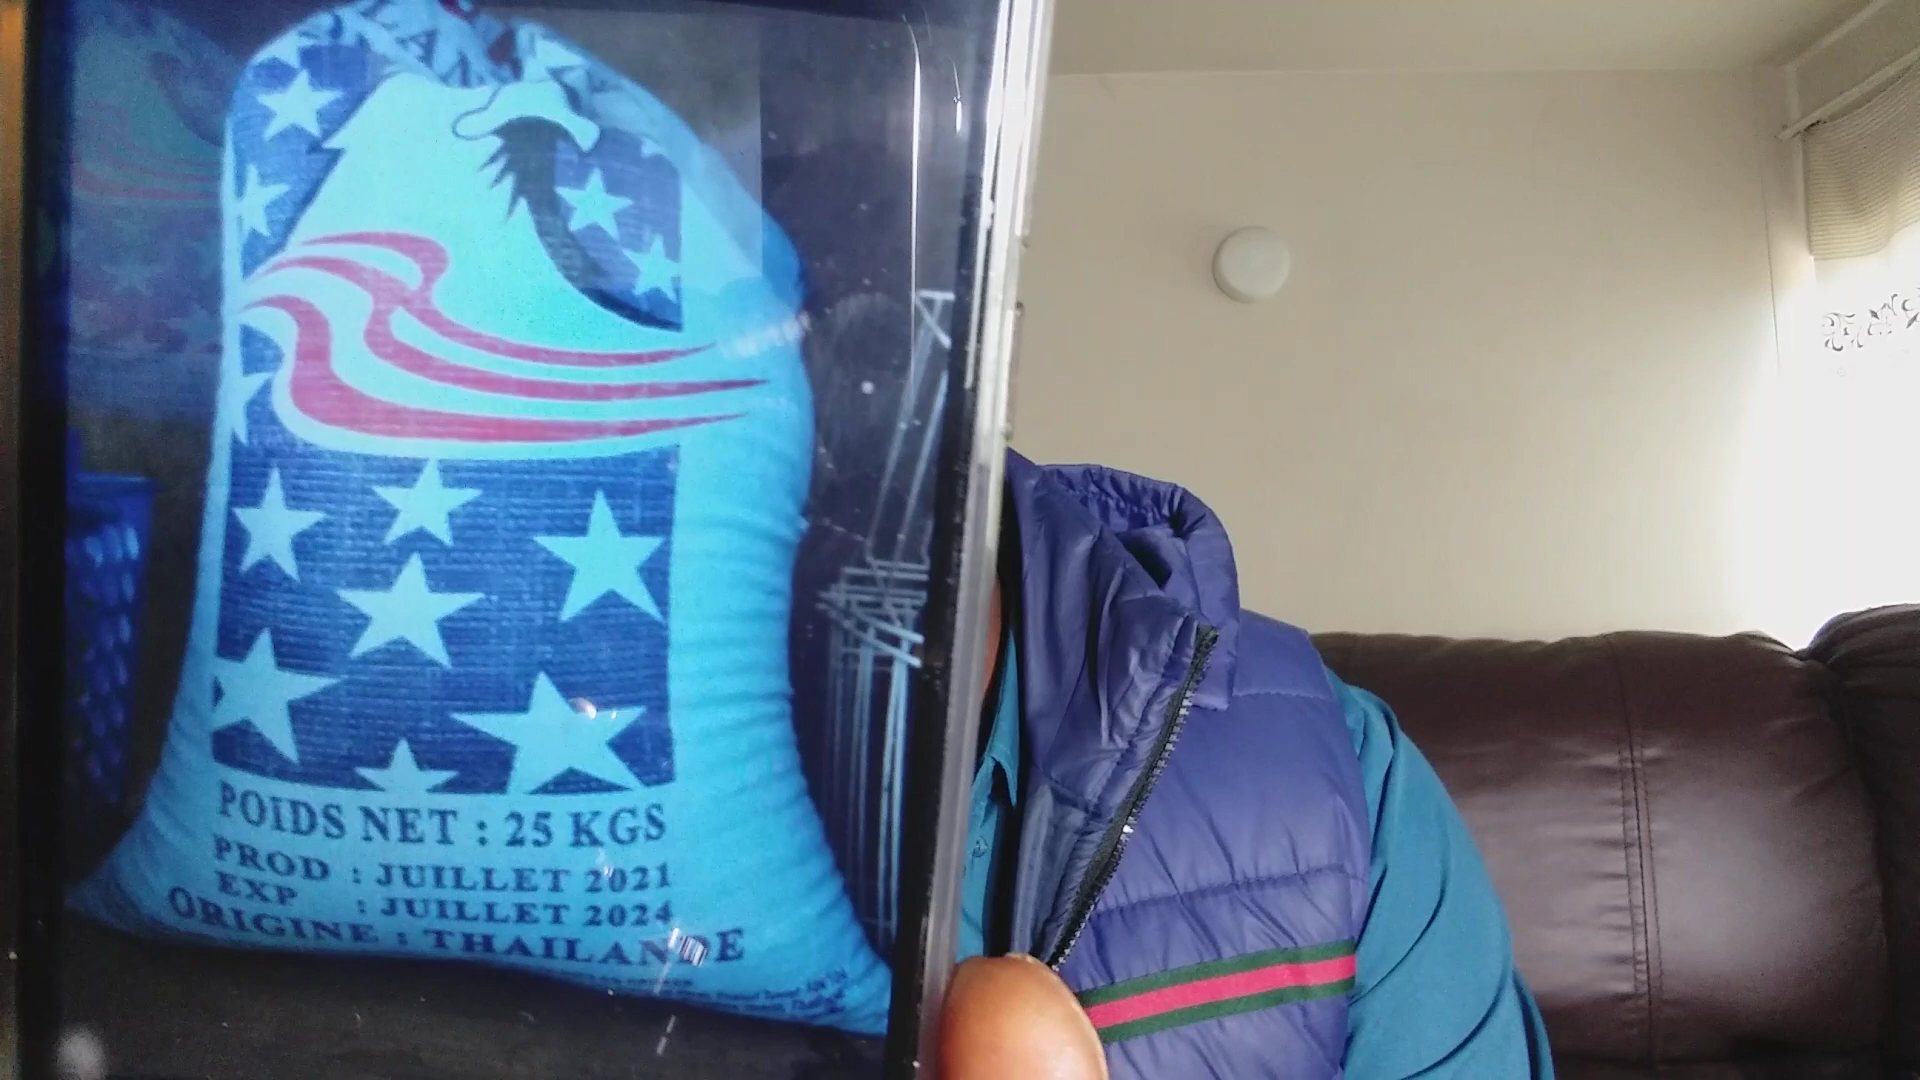 POIDS NET : 25 KGS
PROD : JUILLET 2021
EXP : JUILLET 2024
ORIGINE : THAILANDE